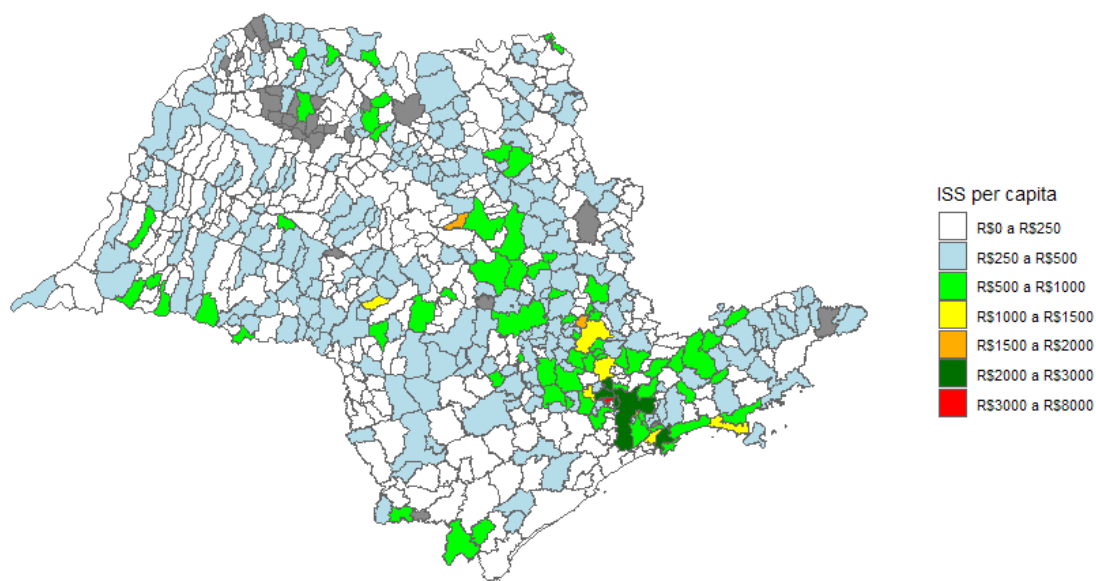 ISS per capita
R$0 a R$250
R$250 a R$500
R$500 a R$1000
R$1000 a R$1500
R$1500 a R$2000
R$2000 a R$3000
R$3000 a R$8000